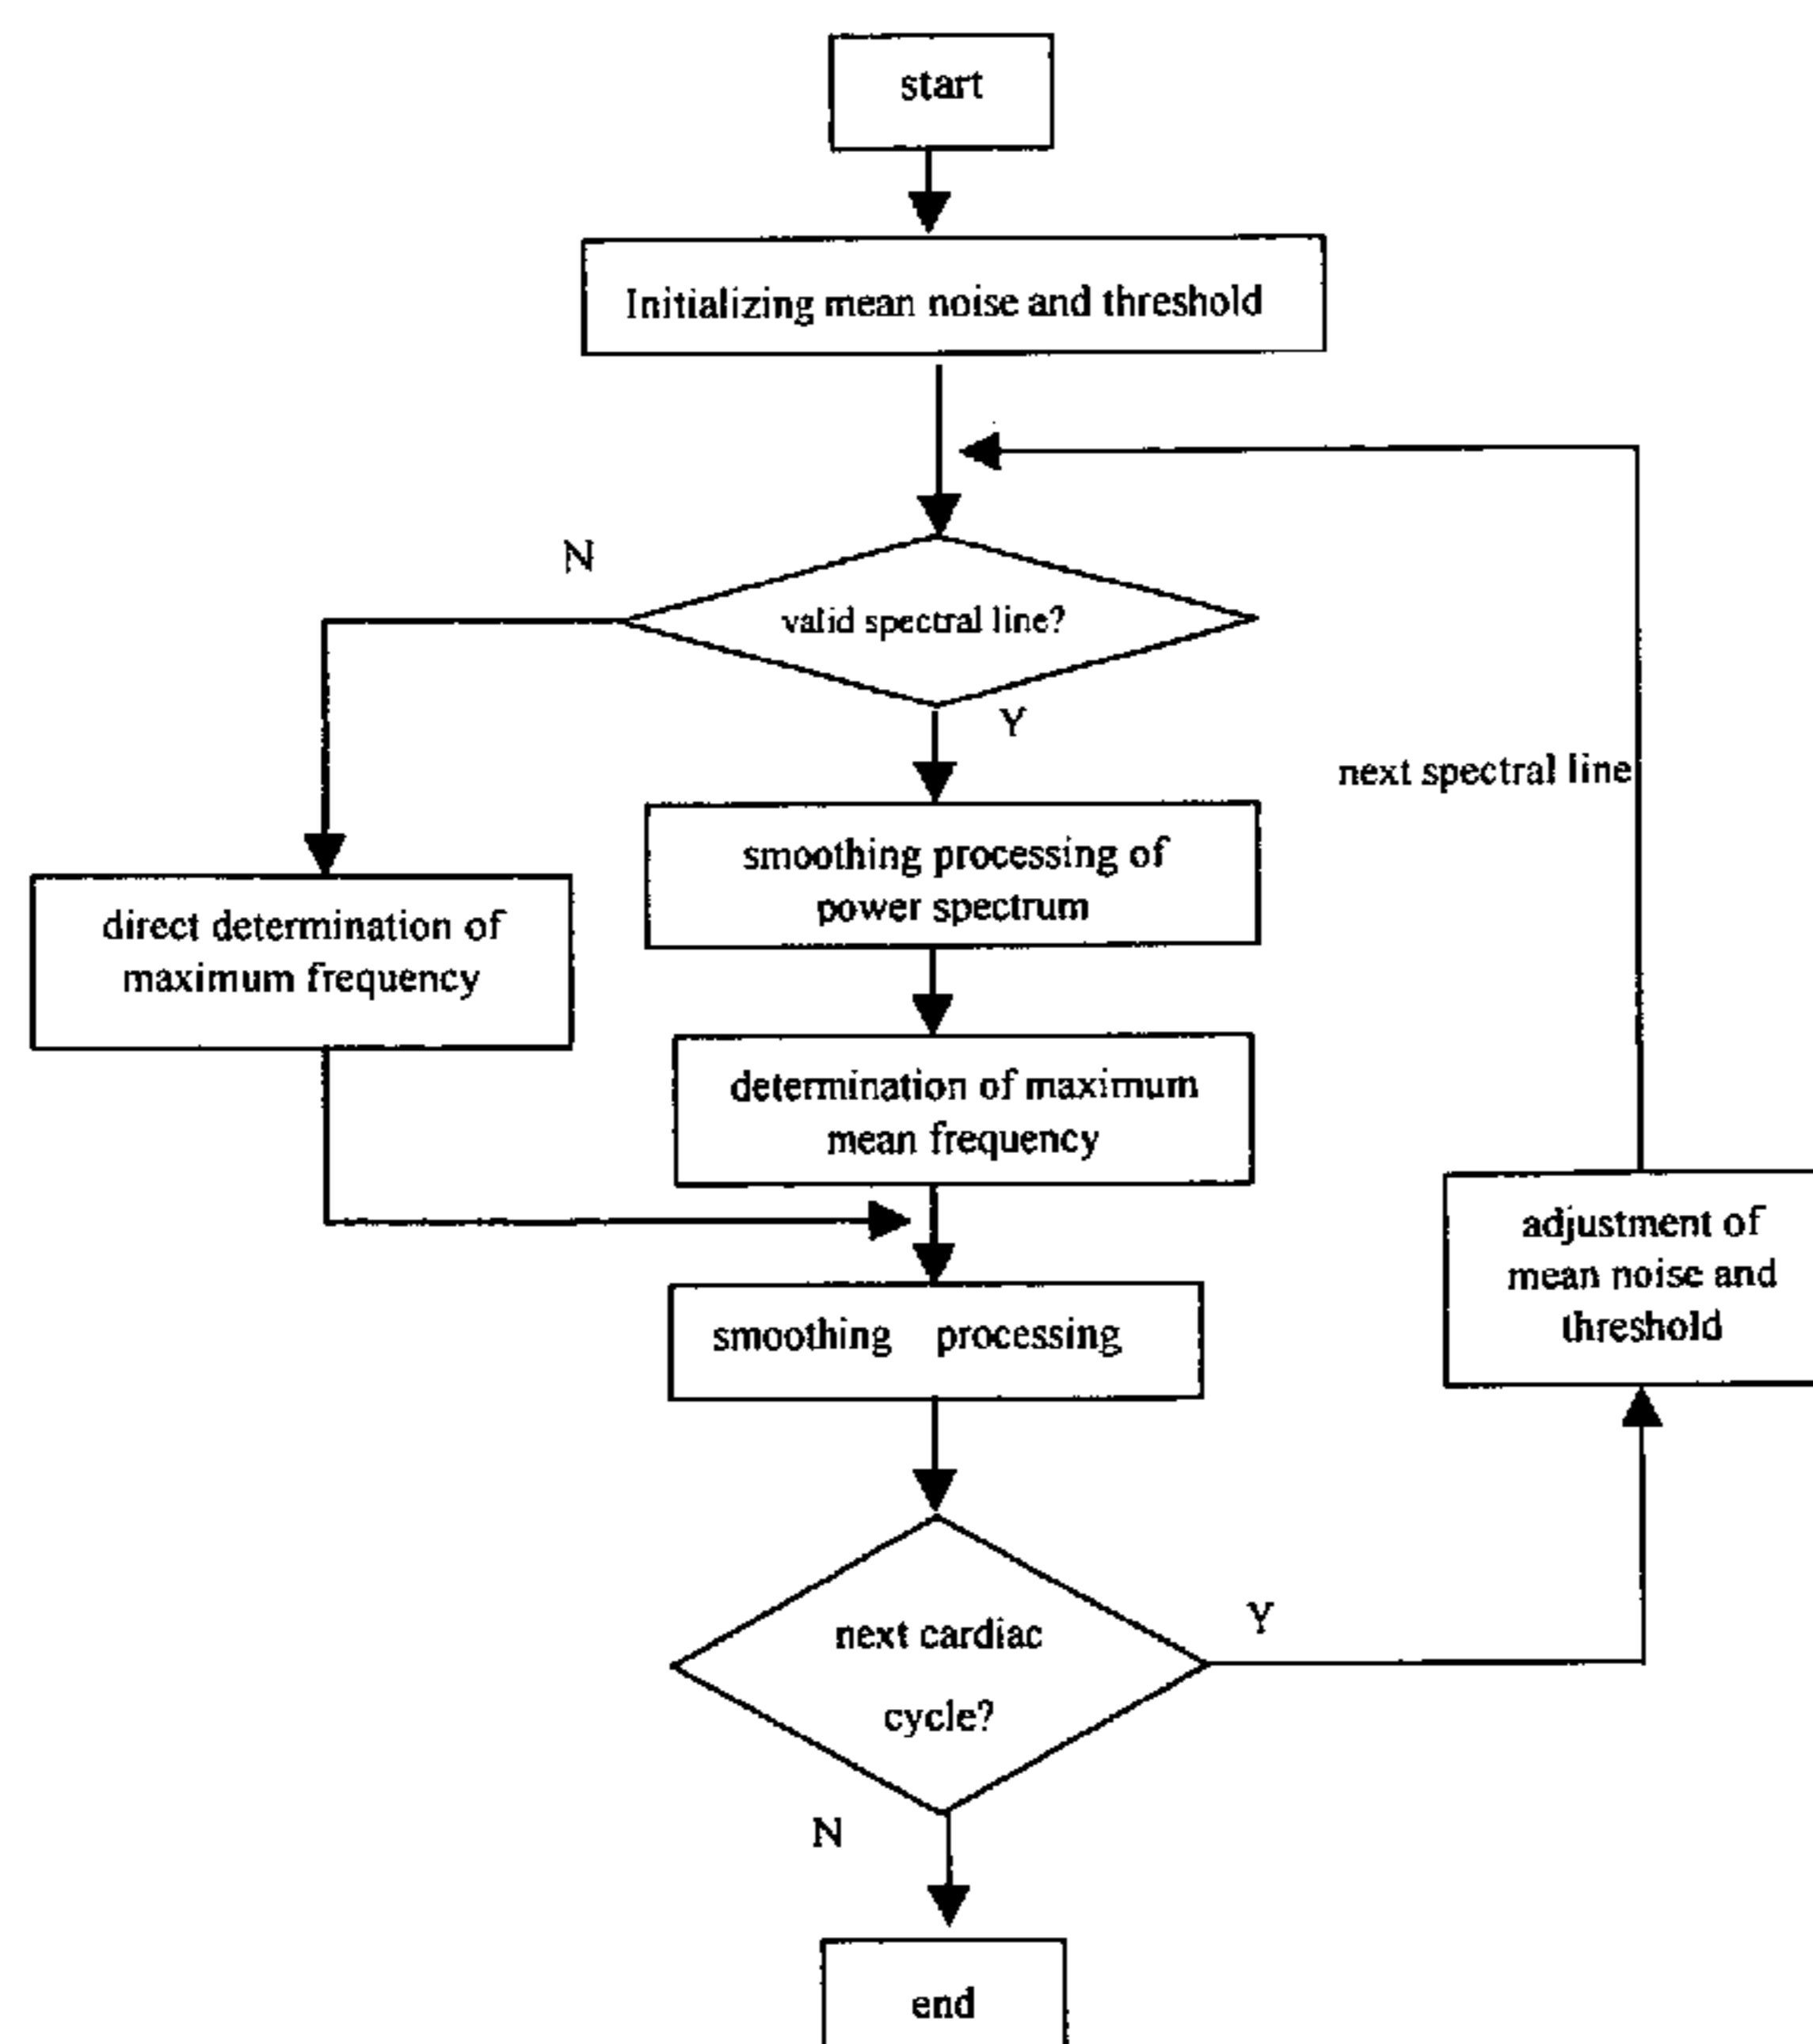 start
Initializing mean noise and threshold
N
valid spectral line?
Y
next spectral line
smoothing processing of
power spectrum
direct determination of
maximum frequency
determination of maximum
mean frequency
adjustment of
mean noise and
threshold
smoothing processing
Y
next cardiac
cycle?
N
end